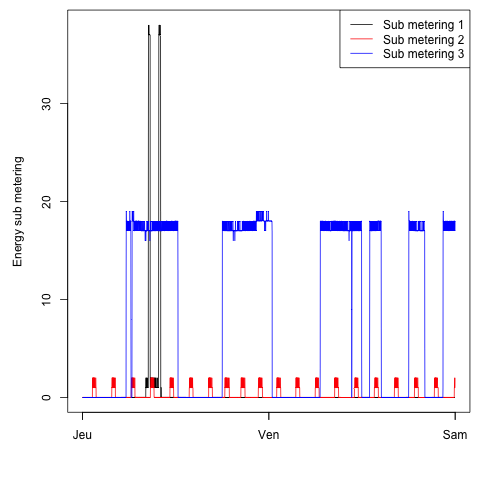 Sub metering 1
Sub metering 2
Sub metering 3
Energy sub metering
30
20
10
0
Jeu Ven Sam